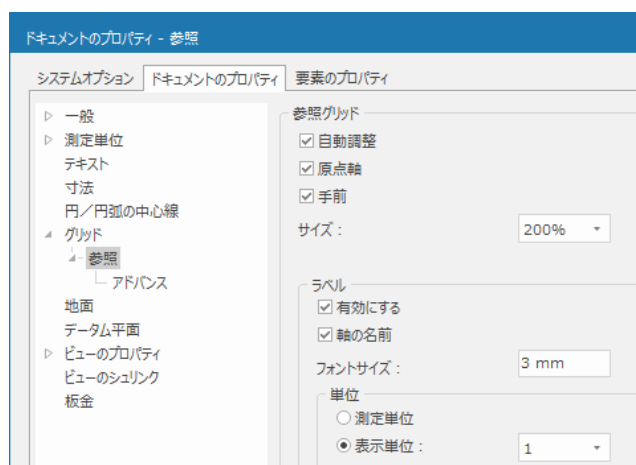 ドキュメントのプロパティ - 参照
システムオプション ドキュメントのプロパティ 要素のプロパティ
一般
測定単位
テキスト
寸法
円／円弧の中心線
グリッド
参照
アドバンス
地面
データム平面
ビューのプロパティ
ビューのシュリンク
板金
参照グリッド
自動調整
原点軸
手前
サイズ： 200%
ラベル
有効にする
軸の名前
フォントサイズ： 3 mm
単位
測定単位
表示単位： 1